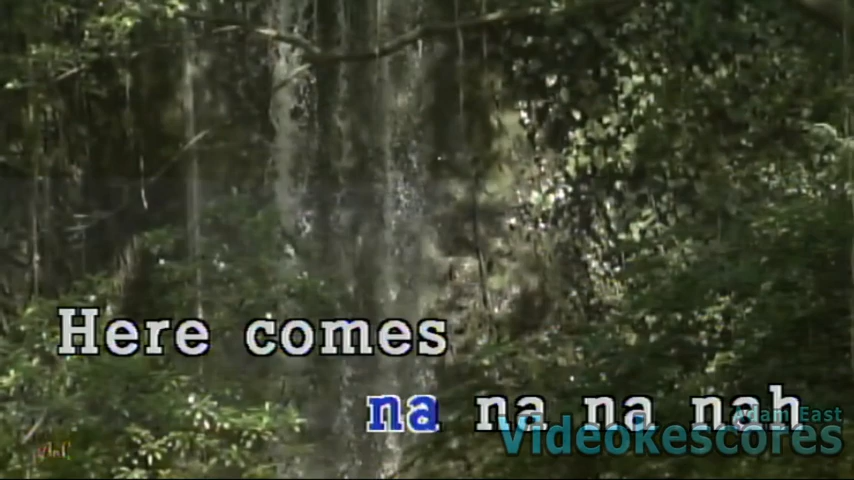 Here comes
na na na nah
Adam East
Videokescores